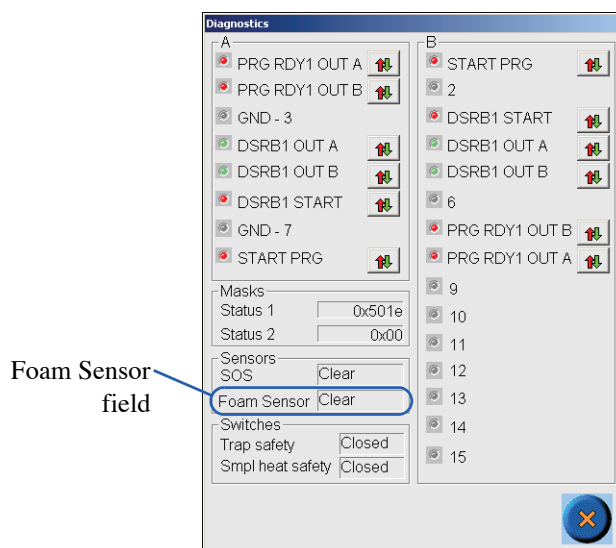 Diagnostics
A
PRG RDY1 OUT A
PRG RDY1 OUT B
GND - 3
DSRB1 OUT A
DSRB1 OUT B
DSRB1 START
GND - 7
START PRG
Masks
Status 1 0x501e
Status 2 0x00
Sensors
SOS Clear
Foam Sensor Clear
Switches
Trap safety Closed
Smpl heat safety Closed
B
START PRG
2
DSRB1 START
DSRB1 OUT A
DSRB1 OUT B
6
PRG RDY1 OUT B
PRG RDY1 OUT A
9
10
11
12
13
14
15
Foam Sensor
field